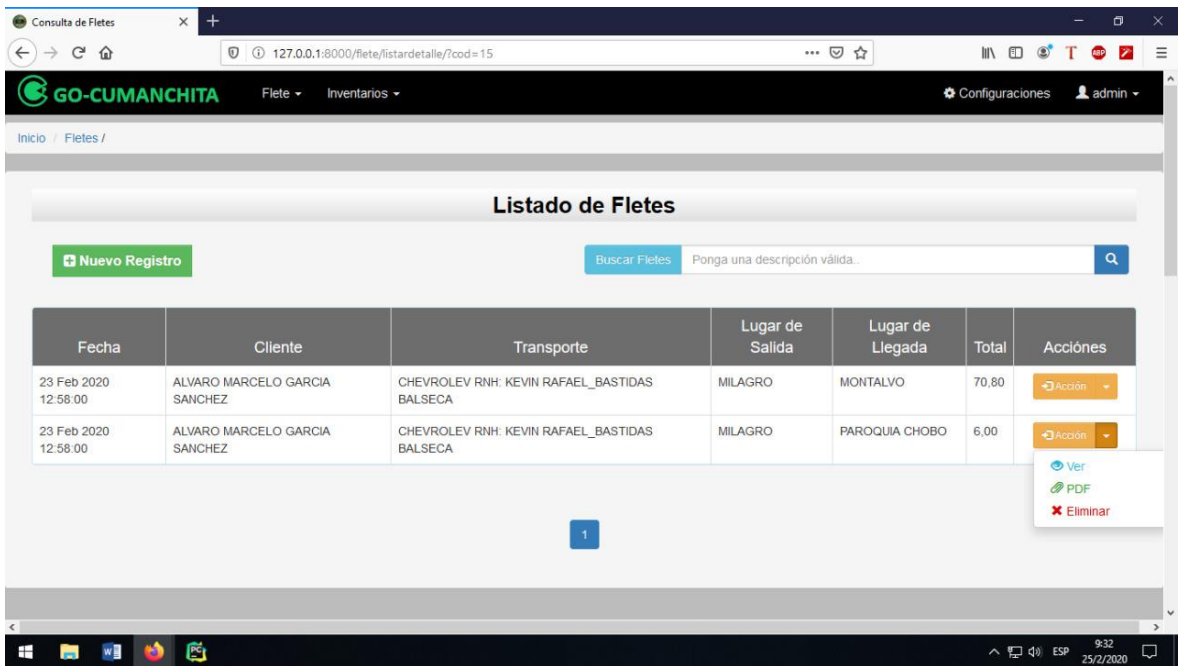 Consulta de Fletes
127.0.0.1:8000/flete/listardetalle/?cod=15
ABP
GO-CUMANCHITA Flete Inventarios Configuraciones admin
Inicio / Fletes /
Listado de Fletes
Nuevo Registro
Buscar Fletes Ponga una descripción válida..
Fecha Cliente Transporte Lugar de Salida Lugar de Llegada Total Acciónes
23 Feb 2020 ALVARO MARCELO GARCIA CHEVROLEV RNH: KEVIN RAFAEL_BASTIDAS MILAGRO MONTALVO 70,80 Acción
12:58:00 SANCHEZ BALSECA
23 Feb 2020 ALVARO MARCELO GARCIA CHEVROLEV RNH: KEVIN RAFAEL_BASTIDAS MILAGRO PAROQUIA CHOBO 6,00 Acción
12:58:00 SANCHEZ BALSECA
Ver
PDF
Eliminar
1
ESP 9:32
25/2/2020